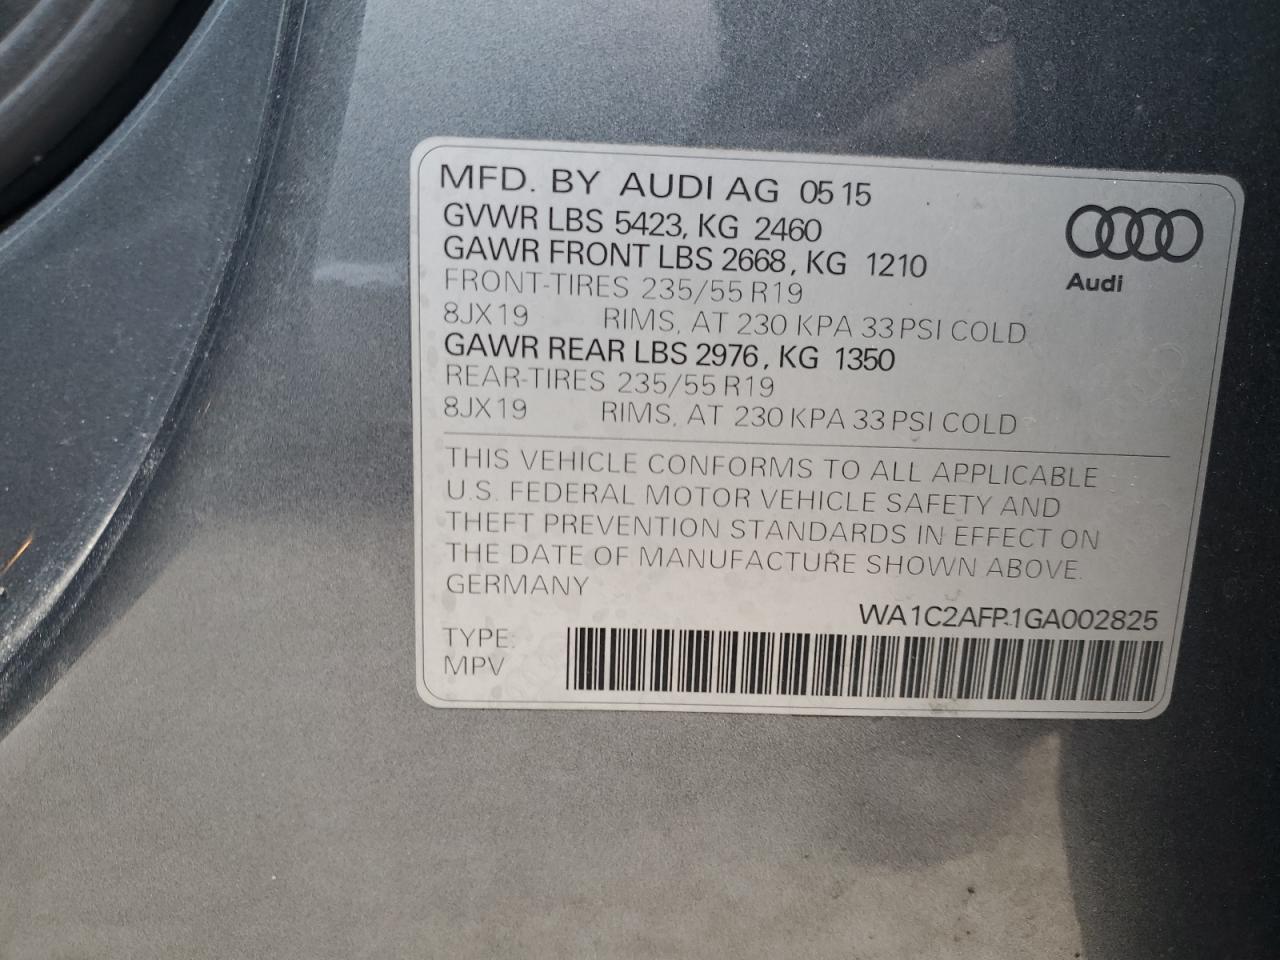 MFD. BY AUDI AG 05 15
GVWR LBS 5423, KG 2460
GAWR FRONT LBS 2668, KG 1210
FRONT-TIRES 235/55 R19
8JX19 RIMS, AT 230 KPA 33 PSI COLD
GAWR REAR LBS 2976, KG 1350
REAR-TIRES 235/55 R19
8JX19 RIMS, AT 230 KPA 33 PSI COLD
Audi
THIS VEHICLE CONFORMS TO ALL APPLICABLE
U.S. FEDERAL MOTOR VEHICLE SAFETY AND
THEFT PREVENTION STANDARDS IN EFFECT ON
THE DATE OF MANUFACTURE SHOWN ABOVE.
GERMANY
WA1C2AFP1GA002825
TYPE:
MPV